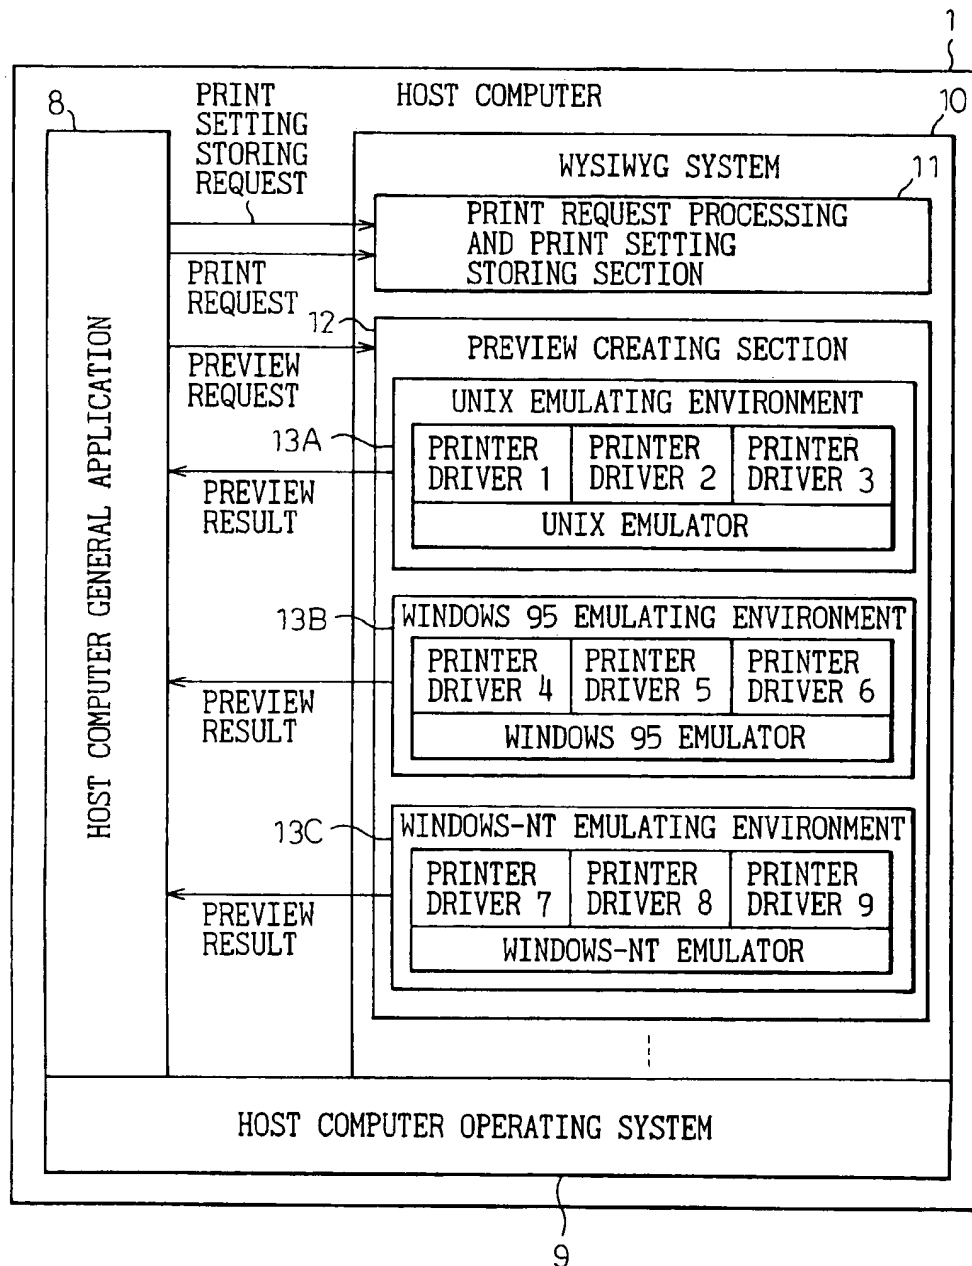 1
HOST COMPUTER
8
PRINT
SETTING
STORING
REQUEST
10
WYSIWYG SYSTEM
11
PRINT REQUEST PROCESSING
AND PRINT SETTING
STORING SECTION
PRINT
REQUEST
12
PREVIEW CREATING SECTION
PREVIEW
REQUEST
UNIX EMULATING ENVIRONMENT
13A
PRINTER
DRIVER 1
PRINTER
DRIVER 2
PRINTER
DRIVER 3
UNIX EMULATOR
PREVIEW
RESULT
HOST COMPUTER GENERAL APPLICATION
13B
WINDOWS 95 EMULATING ENVIRONMENT
PRINTER
DRIVER 4
PRINTER
DRIVER 5
PRINTER
DRIVER 6
WINDOWS 95 EMULATOR
PREVIEW
RESULT
13C
WINDOWS-NT EMULATING ENVIRONMENT
PRINTER
DRIVER 7
PRINTER
DRIVER 8
PRINTER
DRIVER 9
WINDOWS-NT EMULATOR
PREVIEW
RESULT
HOST COMPUTER OPERATING SYSTEM
9